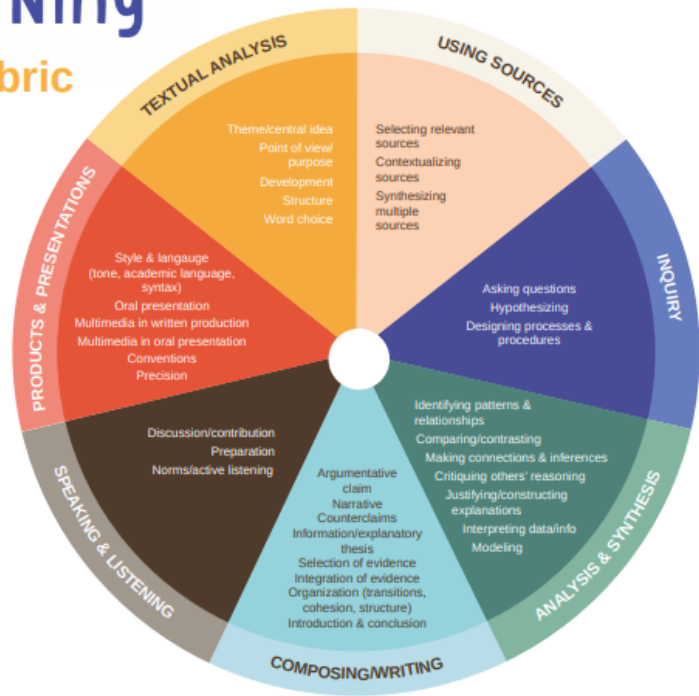 ning
bric
TEXTUAL ANALYSIS
Theme/central idea
Point of view/
purpose
Development
Structure
Word choice
USING SOURCES
Selecting relevant
sources
Contextualizing
sources
Synthesizing
multiple
sources
INQUIRY
Asking questions
Hypothesizing
Designing processes &
procedures
ANALYSIS & SYNTHESIS
Identifying patterns &
relationships
Comparing/contrasting
Making connections & inferences
Critiquing others' reasoning
Justifying/constructing
explanations
Interpreting data/info
Modeling
COMPOSING/WRITING
Argumentative
claim
Narrative
Counterclaims
Information/explanatory
thesis
Selection of evidence
Integration of evidence
Organization (transitions,
cohesion, structure)
Introduction & conclusion
SPEAKING & LISTENING
Discussion/contribution
Preparation
Norms/active listening
PRODUCTS & PRESENTATIONS
Style & langauge
(tone, academic language,
syntax)
Oral presentation
Multimedia in written production
Multimedia in oral presentation
Conventions
Precision